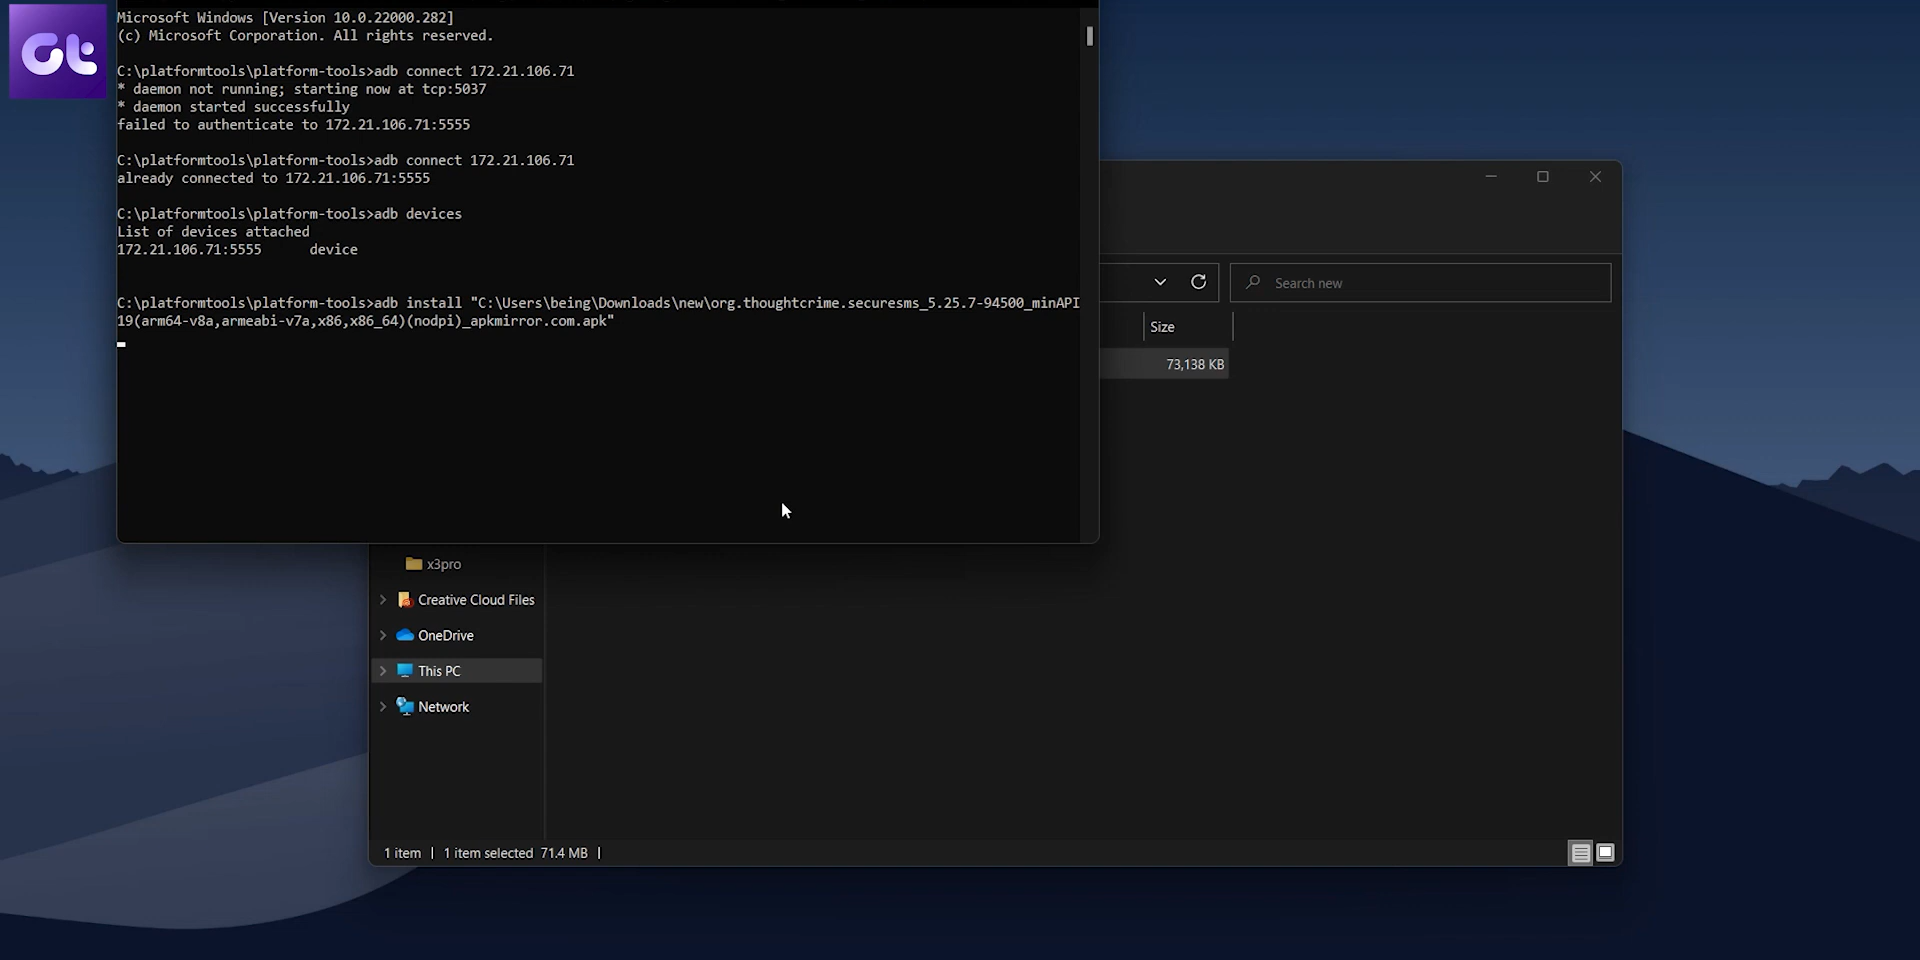 Gt
Microsoft Windows [Version 10.0.22000.282]
(c) Microsoft Corporation. All rights reserved.
C:\platformtools\platform-tools>adb connect 172.21.106.71
* daemon not running; starting now at tcp:5037
* daemon started successfully
failed to authenticate to 172.21.106.71:5555
C:\platformtools\platform-tools>adb connect 172.21.106.71
already connected to 172.21.106.71:5555
C:\platformtools\platform-tools>adb devices
List of devices attached
172.21.106.71:5555      device
C:\platformtools\platform-tools>adb install "C:\Users\being\Downloads\new\org.thoughtcrime.securesms_5.25.7-94500_minAPI
19(arm64-v8a,armeabi-v7a,x86,x86_64)(nodpi)_apkmirror.com.apk"
Search new
Size
73,138 KB
x3pro
Creative Cloud Files
OneDrive
This PC
Network
1 item | 1 item selected 71.4 MB |